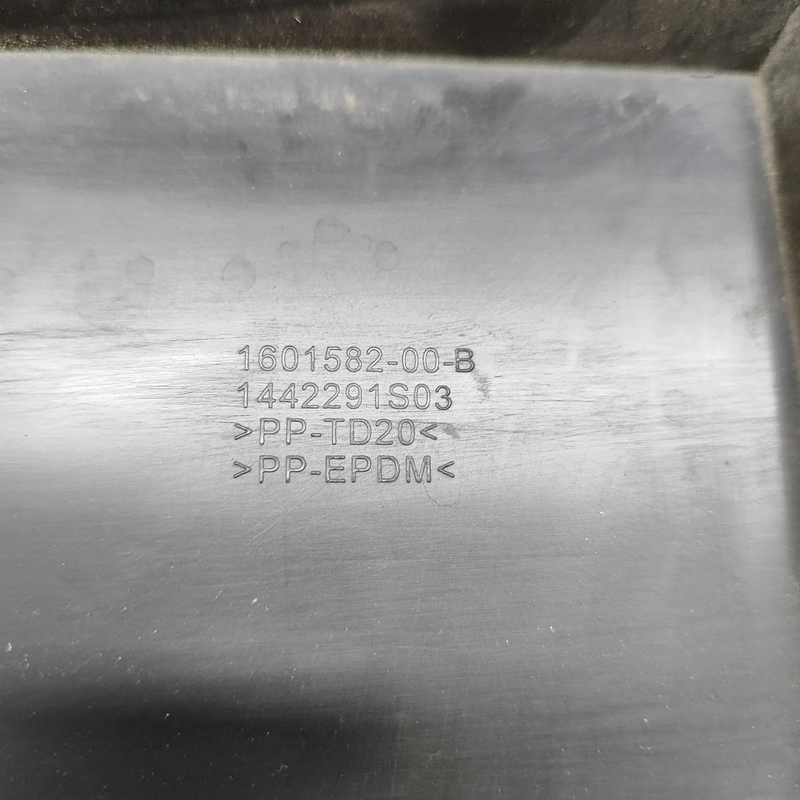 1601582-00-B
1442291S03
>PP-TD20<
>PP-EPDM<